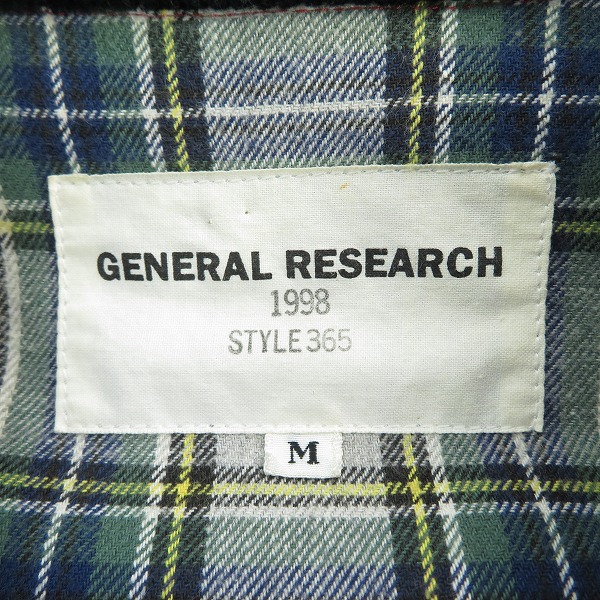 GENERAL RESEARCH
1998
STYLE 365
M